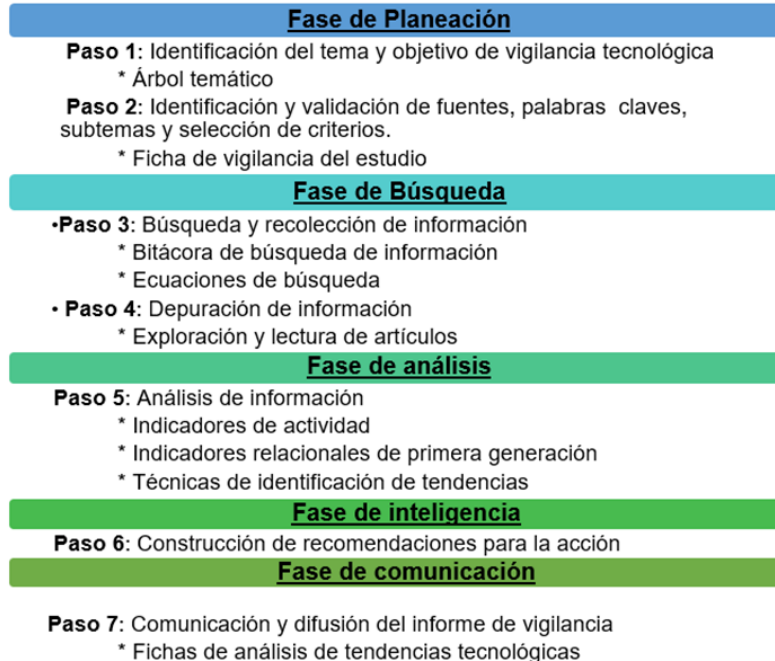 Fase de Planeación
Paso 1: Identificación del tema y objetivo de vigilancia tecnológica
* Árbol temático
Paso 2: Identificación y validación de fuentes, palabras claves,
subtemas y selección de criterios.
* Ficha de vigilancia del estudio
Fase de Búsqueda
•Paso 3: Búsqueda y recolección de información
* Bitácora de búsqueda de información
* Ecuaciones de búsqueda
• Paso 4: Depuración de información
* Exploración y lectura de artículos
Fase de análisis
Paso 5: Análisis de información
* Indicadores de actividad
* Indicadores relacionales de primera generación
* Técnicas de identificación de tendencias
Fase de inteligencia
Paso 6: Construcción de recomendaciones para la acción
Fase de comunicación
Paso 7: Comunicación y difusión del informe de vigilancia
* Fichas de análisis de tendencias tecnológicas